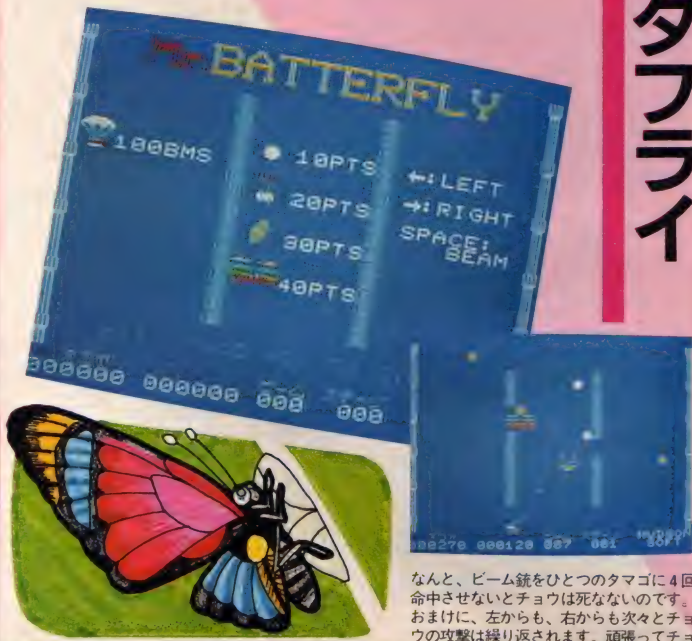 タフライ
BATTERFLY
100BMS
10PTS
20PTS
30PTS
40PTS
←:LEFT
→:RIGHT
SPACE:
BEAM
000000 000000 000 000
000270 000120 007 001
HUDSON
SOFT
なんと、ビーム銃をひとつのタマゴに4回
命中させないとチョウは死なないのです。
おまけに、左からも、右からも次々とチョ
ウの攻撃は繰り返されます。頑張ってチ